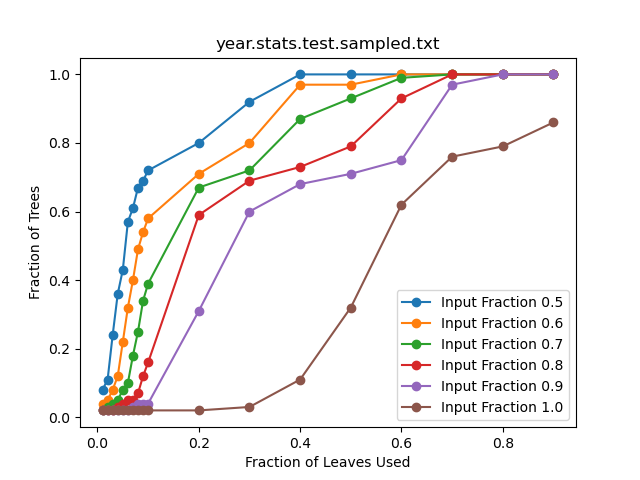 year.stats.test.sampled.txt
Fraction of Trees
1.0
0.8
0.6
0.4
0.2
0.0
0.0 0.2 0.4 0.6 0.8
Fraction of Leaves Used
Input Fraction 0.5
Input Fraction 0.6
Input Fraction 0.7
Input Fraction 0.8
Input Fraction 0.9
Input Fraction 1.0